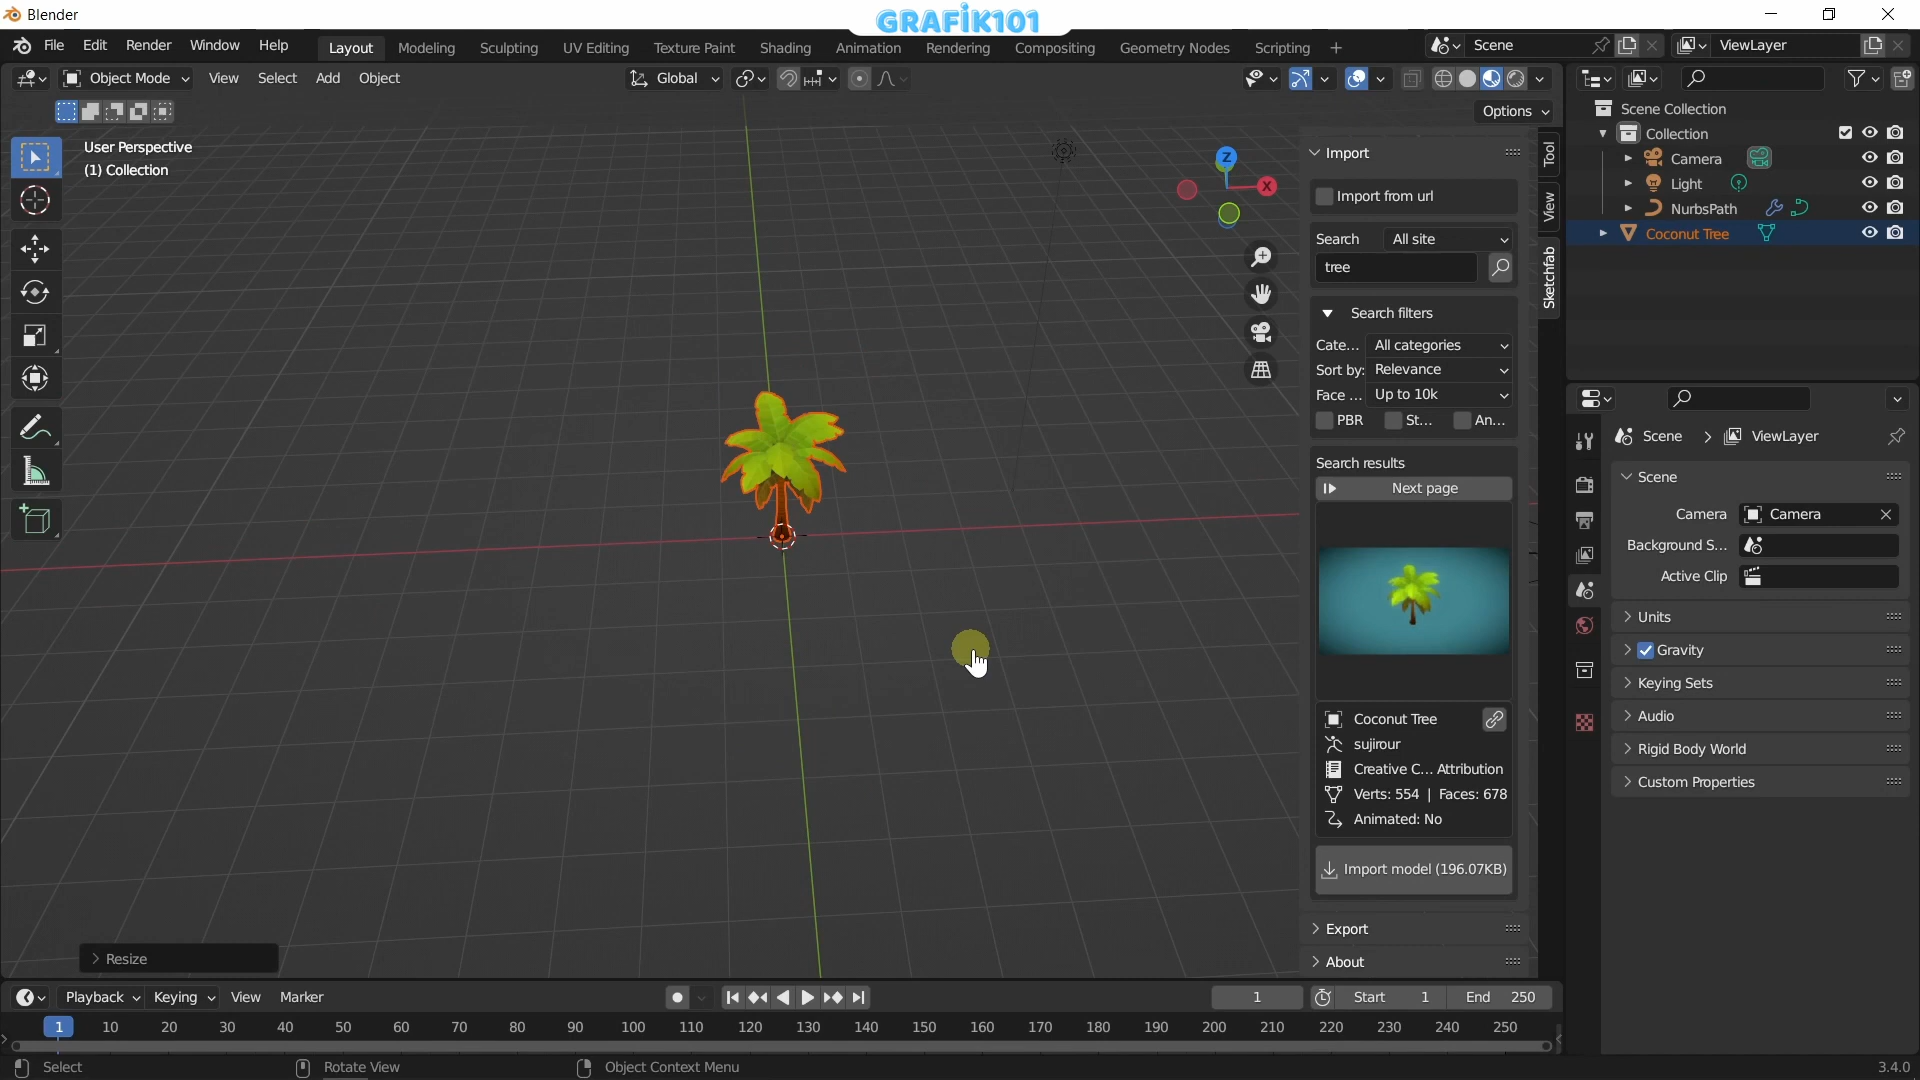 Blender
GRAFİK101
File Edit Render Window Help Layout Modeling Sculpting UV Editing Texture Paint Shading Animation Rendering Compositing Geometry Nodes Scripting + Scene ViewLayer
Object Mode View Select Add Object Global
Options
User Perspective
(1) Collection
Z
X
Import
Import from url
Search All site
tree
Search filters
Cate... All categories
Sort by: Relevance
Face ... Up to 10k
PBR St... An...
Search results
Next page
Coconut Tree
sujirour
Creative C... Attribution
Verts: 554 | Faces: 678
Animated: No
Import model (196.07KB)
Export
About
Tool
View
Sketchfab
Scene Collection
Collection
Camera
Light
NurbsPath
Coconut Tree
Scene ViewLayer
Scene
Camera Camera
Background S...
Active Clip
Units
Gravity
Keying Sets
Audio
Rigid Body World
Custom Properties
Resize
Playback Keying View Marker 1 Start 1 End 250
1 10 20 30 40 50 60 70 80 90 100 110 120 130 140 150 160 170 180 190 200 210 220 230 240 250
Select Rotate View Object Context Menu 3.4.0